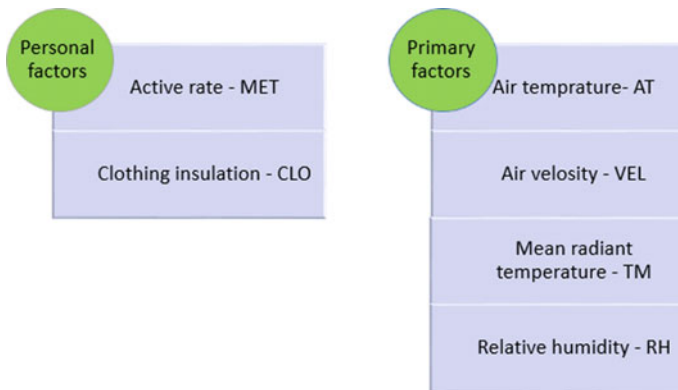 Personal
factors
Active rate - MET
Clothing insulation - CLO
Primary
factors
Air temprature- AT
Air velosity - VEL
Mean radiant
temperature - TM
Relative humidity - RH